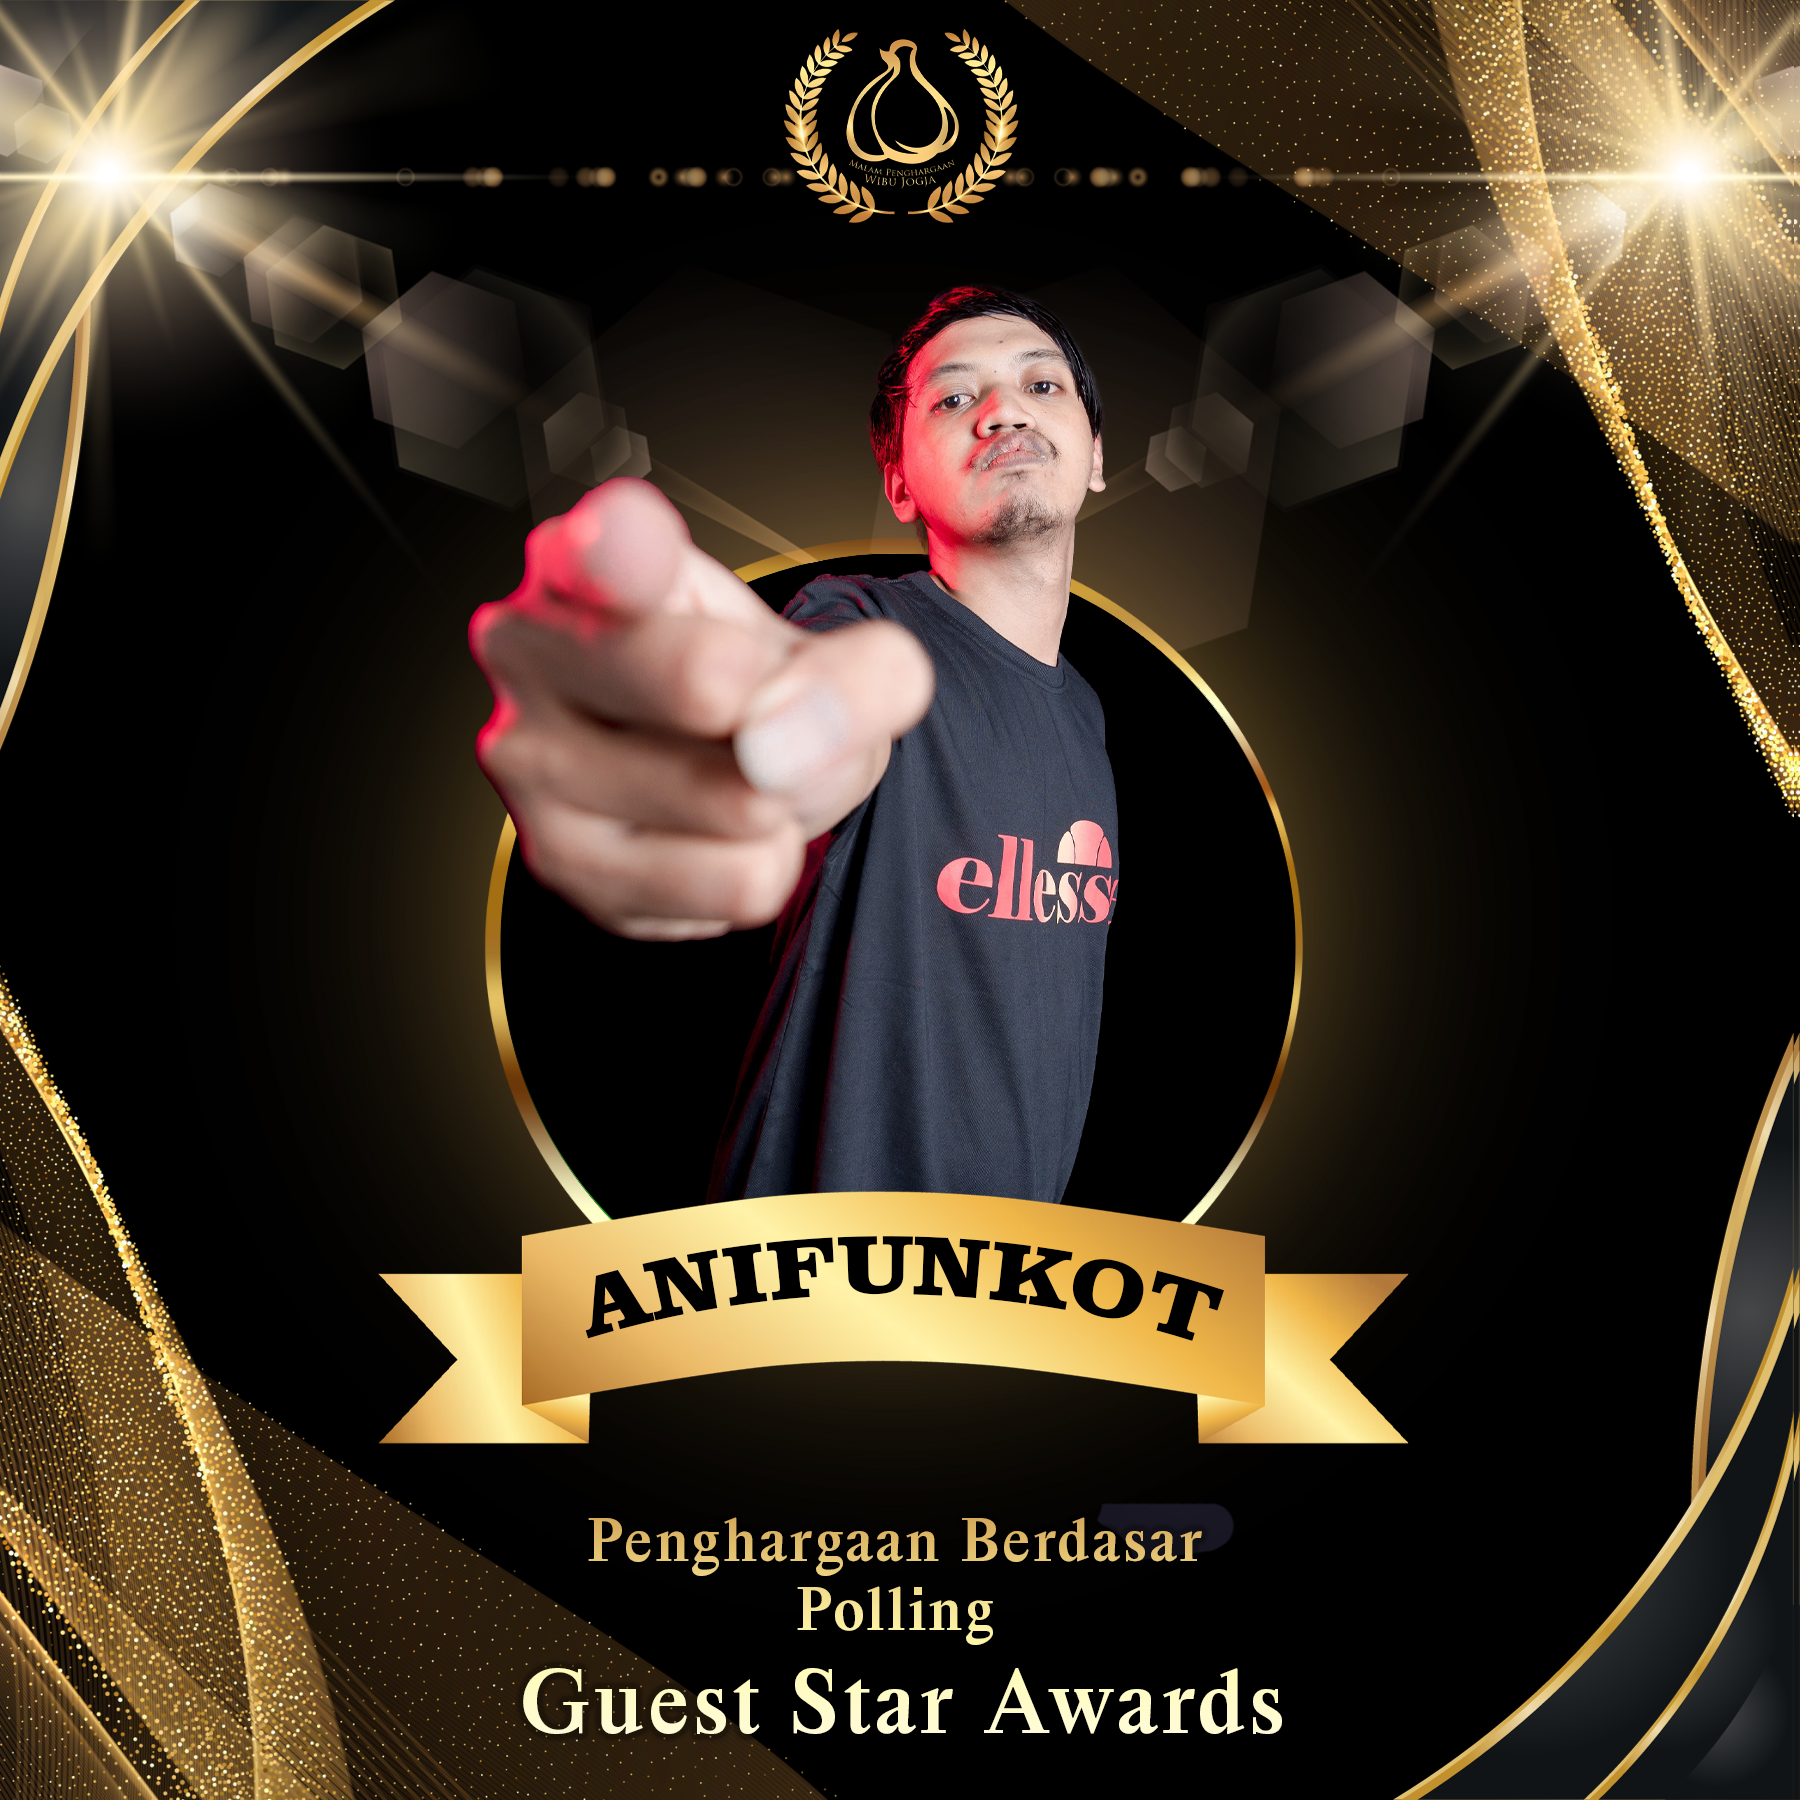 MALAM PENGHARGAAN
WIBU JOGJA
ellesse
ANIFUNKOT
Penghargaan Berdasar
Polling
Guest Star Awards